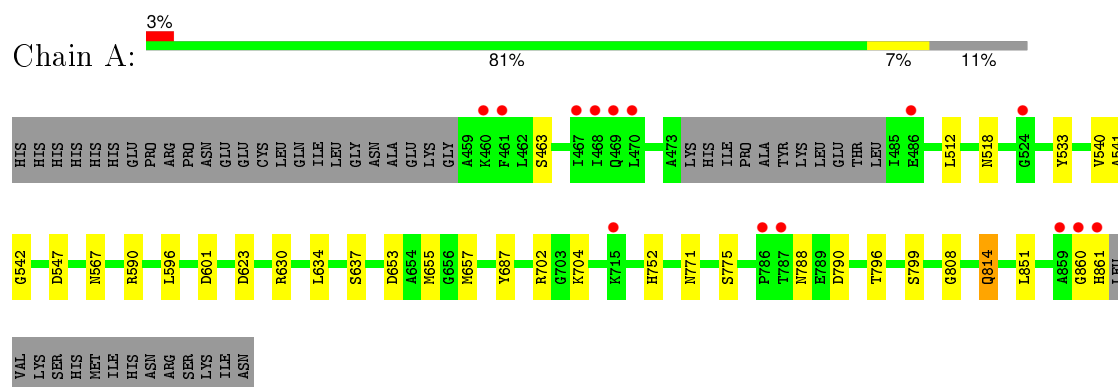 3%
Chain A:
81% 7% 11%
HIS HIS HIS HIS HIS HIS GLU PRO ARG PRO ASN GLU GLU CYS LEU GLN ILE LEU GLY ASN ALA GLU LYS GLY A459 K460 F461 L462 S463 I467 I468 Q469 L470 A473 LYS HIS ILE PRO ALA TYR LYS LEU GLU THR LEU I485 E486 L512 N518 G524 Y533 V540 A541
G542 D547 N567 R590 L596 D601 D623 R630 L634 S637 D653 A654 M655 G656 M657 Y687 R702 G703 K704 K715 H752 N771 S775 P786 T787 N788 E789 D790 T796 S799 G808 Q814 L851 A859 G860 H861 LEU
VAL LYS SER HIS MET ILE HIS ASN ARG SER LYS ILE ASN